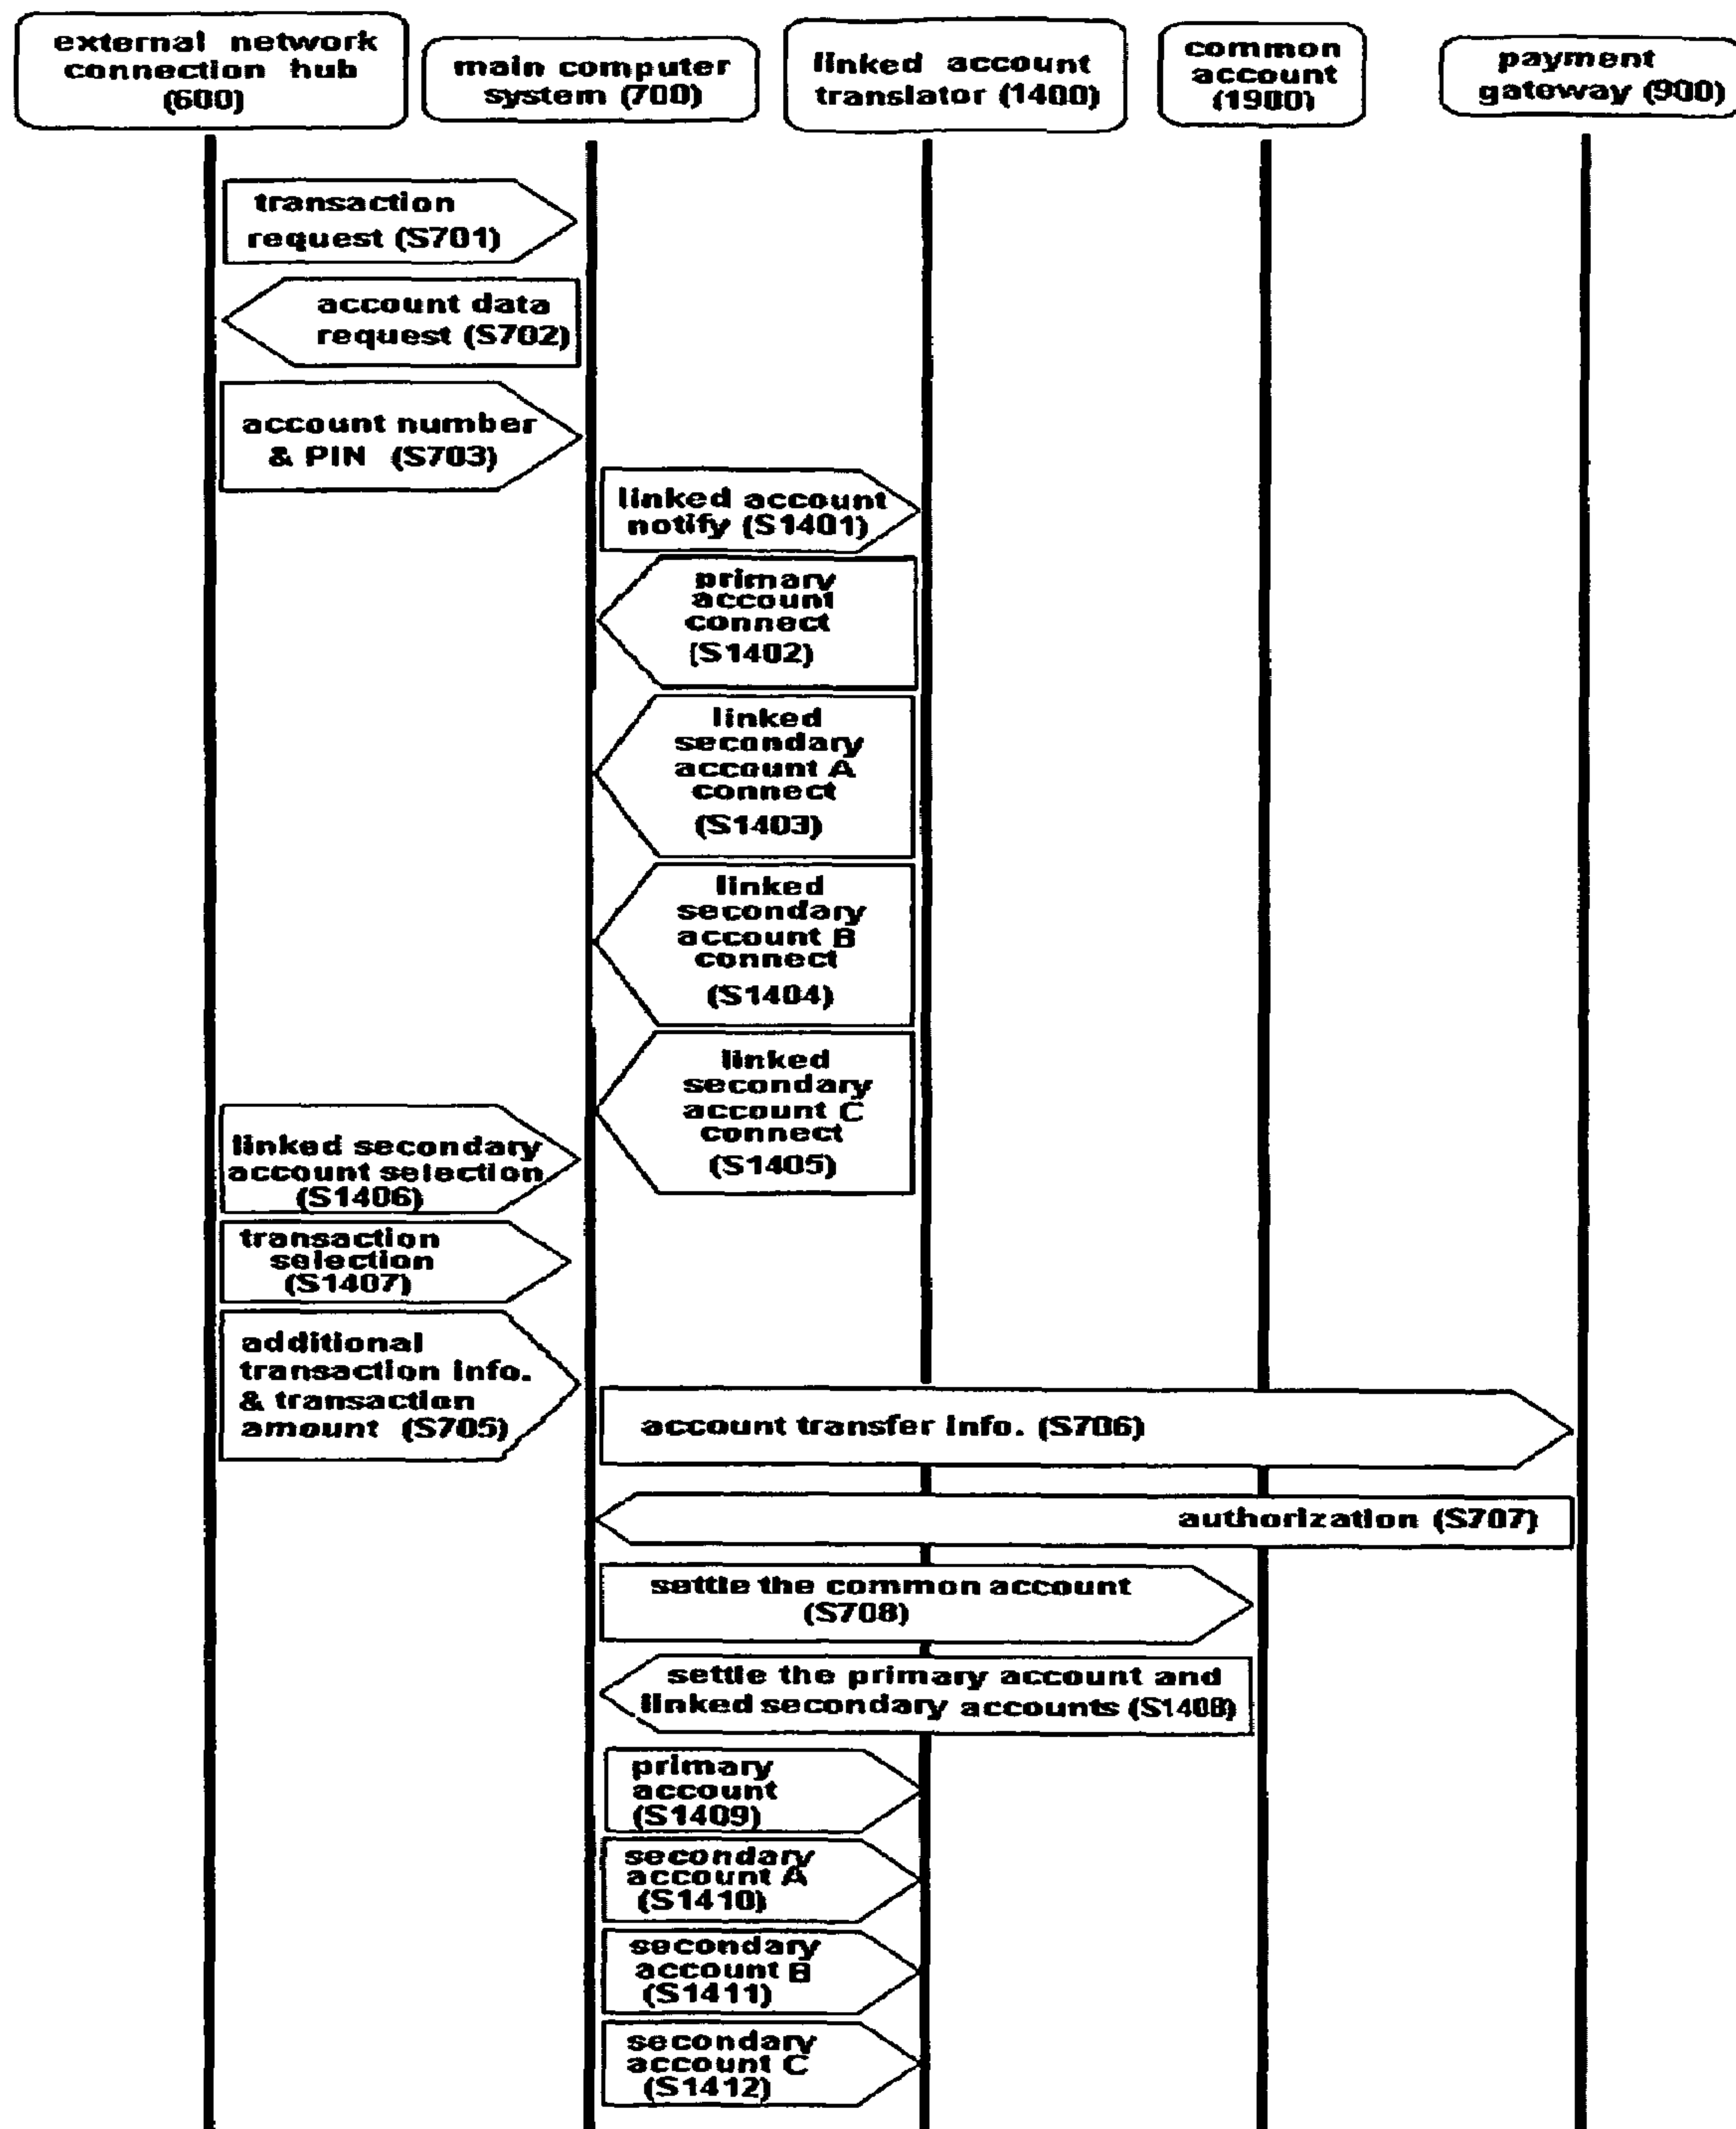 external network
connection hub
(600)
main computer
system (700)
linked account
translator (1400)
common
account
(1900)
payment
gateway (900)
transaction
request (S701)
account data
request (S702)
account number
& PIN (S703)
linked account
notify (S1401)
primary
account
connect
(S1402)
linked
secondary
account A
connect
(S1403)
linked
secondary
account B
connect
(S1404)
linked
secondary
account C
connect
(S1405)
linked secondary
account selection
(S1406)
transaction
selection
(S1407)
additional
transaction info.
& transaction
amount (S705)
account transfer info. (S706)
authorization (S707)
settle the common account
(S708)
settle the primary account and
linked secondary accounts (S1408)
primary
account
(S1409)
secondary
account A
(S1410)
secondary
account B
(S1411)
secondary
account C
(S1412)